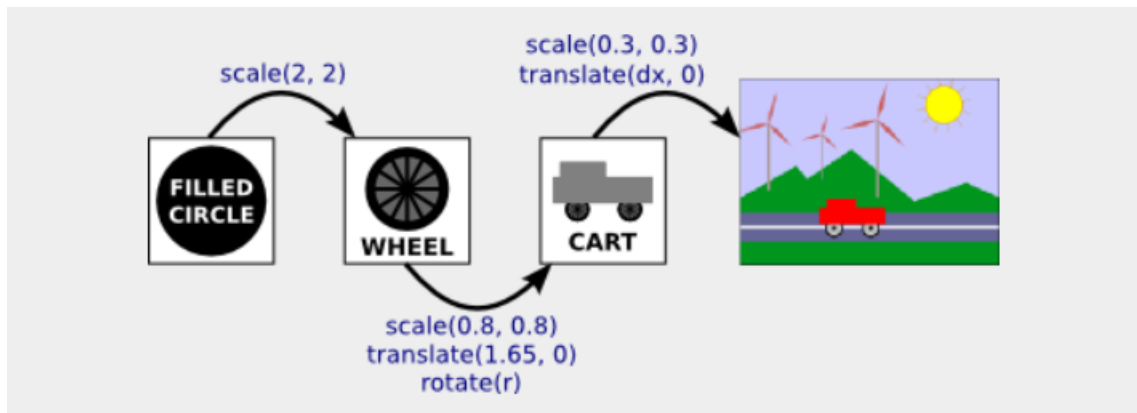 scale(2, 2)
FILLED
CIRCLE
WHEEL
scale(0.8, 0.8)
translate(1.65, 0)
rotate(r)
scale(0.3, 0.3)
translate(dx, 0)
CART